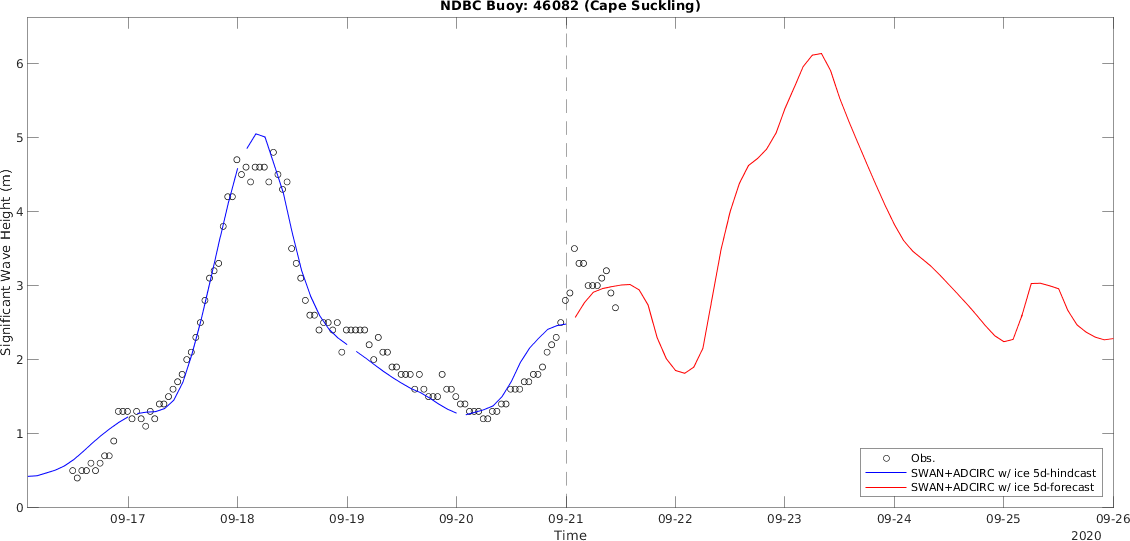 NDBC Buoy: 46082 (Cape Suckling)
Significant Wave Height (m)
6
5
4
3
2
1
0
Obs.
SWAN+ADCIRC w/ ice 5d-hindcast
SWAN+ADCIRC w/ ice 5d-forecast
09-17 09-18 09-19 09-20 09-21 09-22 09-23 09-24 09-25 09-26
Time
2020